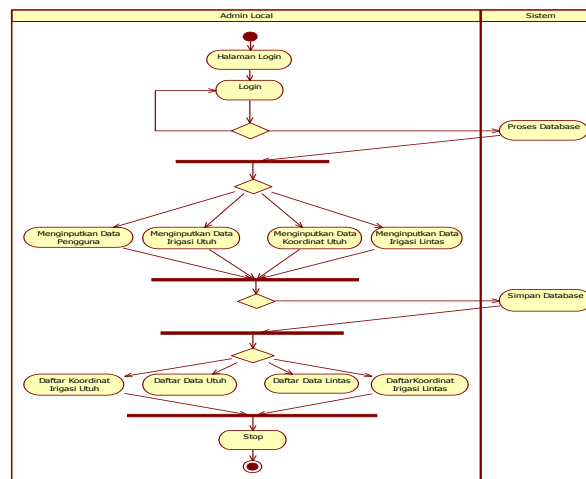 Admin Local
Sistem
Halaman Login
Login
Proses Database
Menginputkan Data
Pengguna
Menginputkan Data
Irigasi Utuh
Menginputkan Data
Koordinat Utuh
Menginputkan Data
Irigasi Lintas
Simpan Database
Daftar Koordinat
Irigasi Utuh
Daftar Data Utuh
Daftar Data Lintas
DaftarKoordinat
Irigasi Lintas
Stop